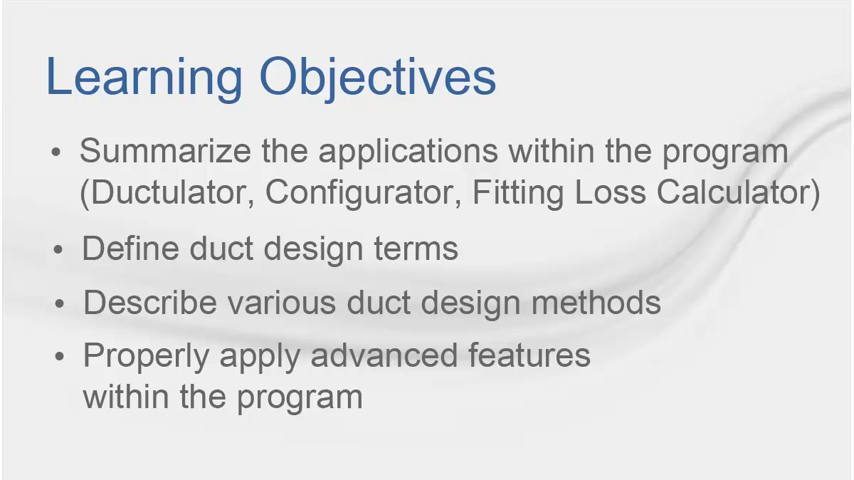 Learning Objectives
• Summarize the applications within the program
(Ductulator, Configurator, Fitting Loss Calculator)
• Define duct design terms
• Describe various duct design methods
• Properly apply advanced features
within the program